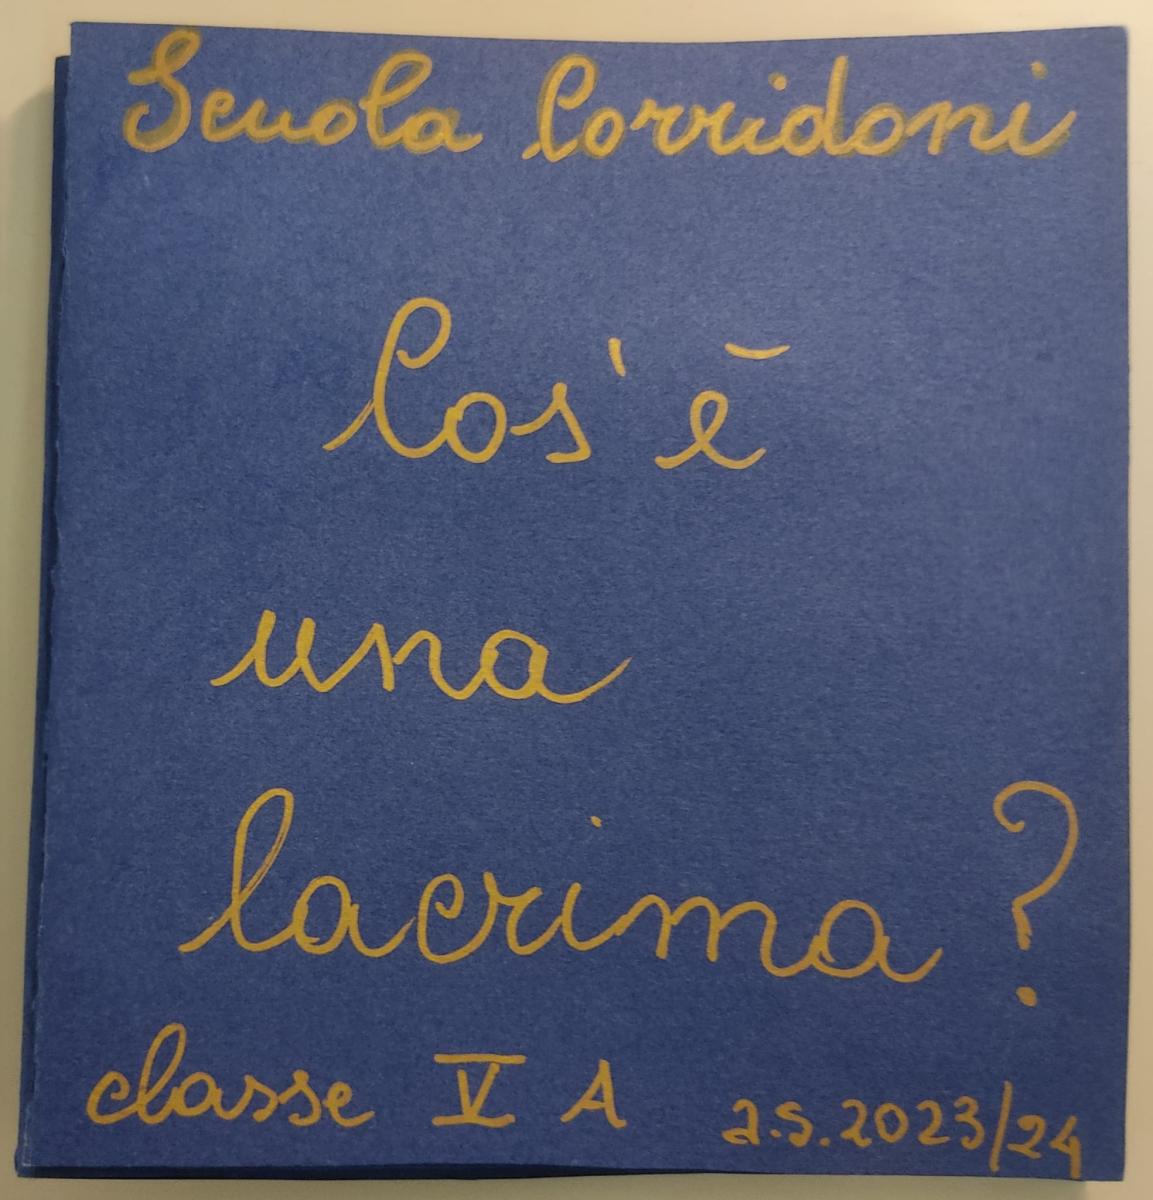 Scuola Corridoni
Cos'è
una
lacrima?
classe V A a.s. 2023/24